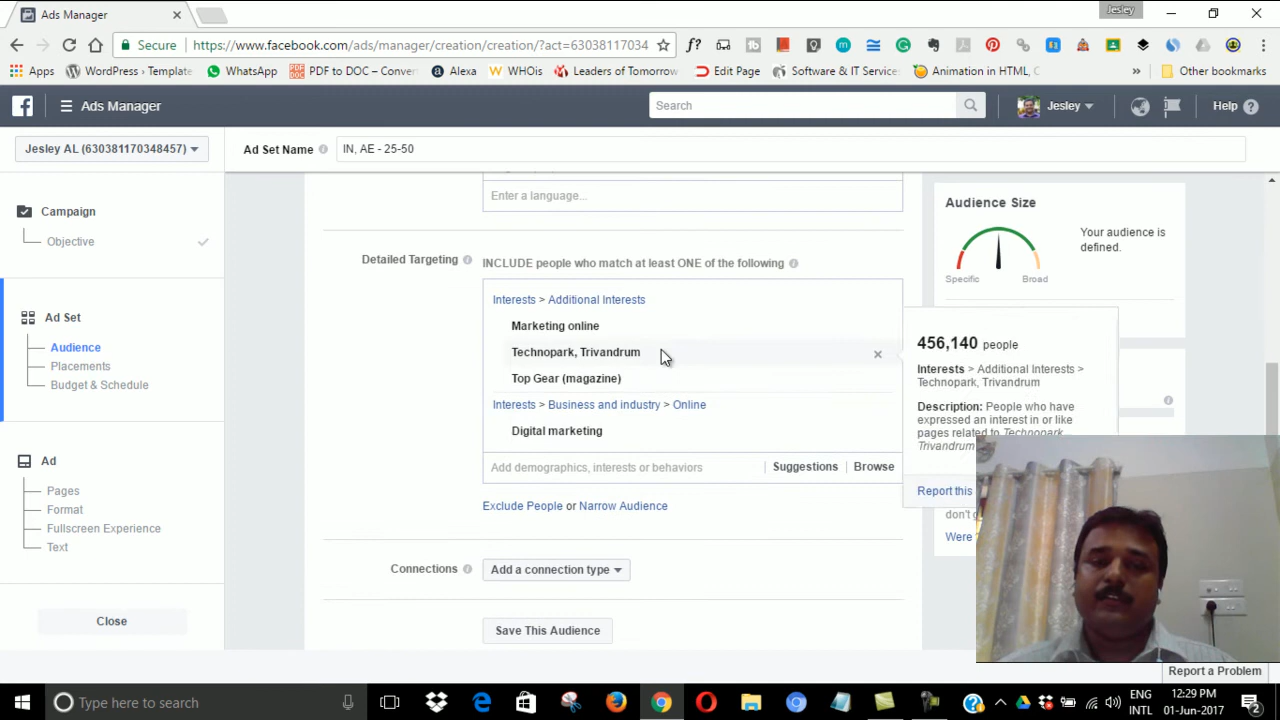 Ads Manager
Jesley
Secure
https://www.facebook.com/ads/manager/creation/creation/?act=63038117034
f?
Apps
WordPress › Template
WhatsApp
PDF to DOC – Conver
Alexa
WHOis
Leaders of Tomorrow
Edit Page
Software & IT Service
Animation in HTML, C
»
Other bookmarks
Ads Manager
Search
Jesley
Help
Jesley AL (630381170348457)
Ad Set Name
IN, AE - 25-50
Campaign
Objective
Ad Set
Audience
Placements
Budget & Schedule
Ad
Pages
Format
Fullscreen Experience
Text
Close
Enter a language...
Detailed Targeting
INCLUDE people who match at least ONE of the following
Interests > Additional Interests
Marketing online
Technopark, Trivandrum
Top Gear (magazine)
Interests > Business and industry > Online
Digital marketing
Add demographics, interests or behaviors
Suggestions
Browse
Exclude People or Narrow Audience
Connections
Add a connection type
Save This Audience
Audience Size
Your audience is
defined.
Specific
Broad
456,140 people
Interests > Additional Interests >
Technopark, Trivandrum
Description: People who have
expressed an interest in or like
pages related to Technopark,
Trivandrum
Report this
don't g
Were
Report a Problem
Type here to search
ENG
INTL
12:29 PM
01-Jun-2017
2